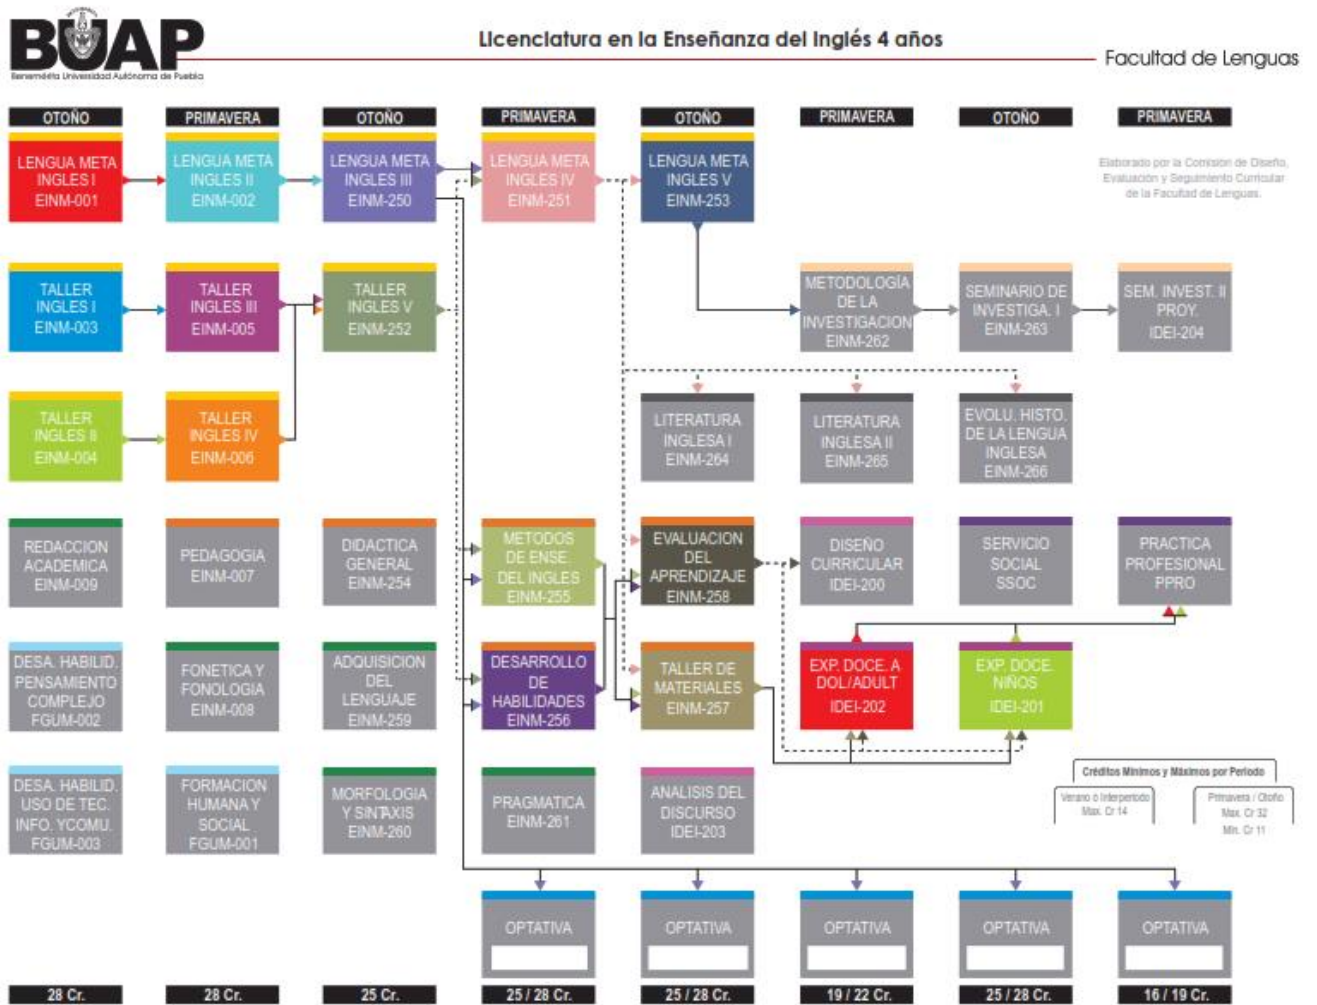 BUAP
Benemérita Universidad Autónoma de Puebla
Licenciatura en la Enseñanza del Inglés 4 años
Facultad de Lenguas
OTOÑO
PRIMAVERA
OTOÑO
PRIMAVERA
OTOÑO
PRIMAVERA
OTOÑO
PRIMAVERA
LENGUA META
INGLES I
EINM-001
LENGUA META
INGLES II
EINM-002
LENGUA META
INGLES III
EINM-250
LENGUA META
INGLES IV
EINM-251
LENGUA META
INGLES V
EINM-253
Elaborado por la Comisión de Diseño,
Evaluación y Seguimiento Curricular
de la Facultad de Lenguas.
TALLER
INGLES I
EINM-003
TALLER
INGLES III
EINM-005
TALLER
INGLES V
EINM-252
METODOLOGÍA
DE LA
INVESTIGACION
EINM-262
SEMINARIO DE
INVESTIGA. I
EINM-263
SEM. INVEST. II
PROY.
IDEI-204
TALLER
INGLES II
EINM-004
TALLER
INGLES IV
EINM-006
LITERATURA
INGLESA I
EINM-264
LITERATURA
INGLESA II
EINM-265
EVOLU. HISTO.
DE LA LENGUA
INGLESA
EINM-266
REDACCION
ACADEMICA
EINM-009
PEDAGOGIA
EINM-007
DIDACTICA
GENERAL
EINM-254
METODOS
DE ENSE.
DEL INGLES
EINM-255
EVALUACION
DEL
APRENDIZAJE
EINM-258
DISEÑO
CURRICULAR
IDEI-200
SERVICIO
SOCIAL
SSOC
PRACTICA
PROFESIONAL
PPRO
DESA. HABILID.
PENSAMIENTO
COMPLEJO
FGUM-002
FONETICA Y
FONOLOGIA
EINM-008
ADQUISICION
DEL
LENGUAJE
EINM-259
DESARROLLO
DE
HABILIDADES
EINM-256
TALLER DE
MATERIALES
EINM-257
EXP. DOCE. A
DOL/ADULT
IDEI-202
EXP. DOCE.
NIÑOS
IDEI-201
DESA. HABILID.
USO DE TEC.
INFO. YCOMU.
FGUM-003
FORMACION
HUMANA Y
SOCIAL
FGUM-001
MORFOLOGIA
Y SINTAXIS
EINM-260
PRAGMATICA
EINM-261
ANALISIS DEL
DISCURSO
IDEI-203
Créditos Mínimos y Máximos por Periodo
Verano o Interperiodo
Max. Cr 14
Primavera / Otoño
Max. Cr 32
Min. Cr 11
OPTATIVA
OPTATIVA
OPTATIVA
OPTATIVA
OPTATIVA
28 Cr.
28 Cr.
25 Cr.
25 / 28 Cr.
25 / 28 Cr.
19 / 22 Cr.
25 / 28 Cr.
16 / 19 Cr.